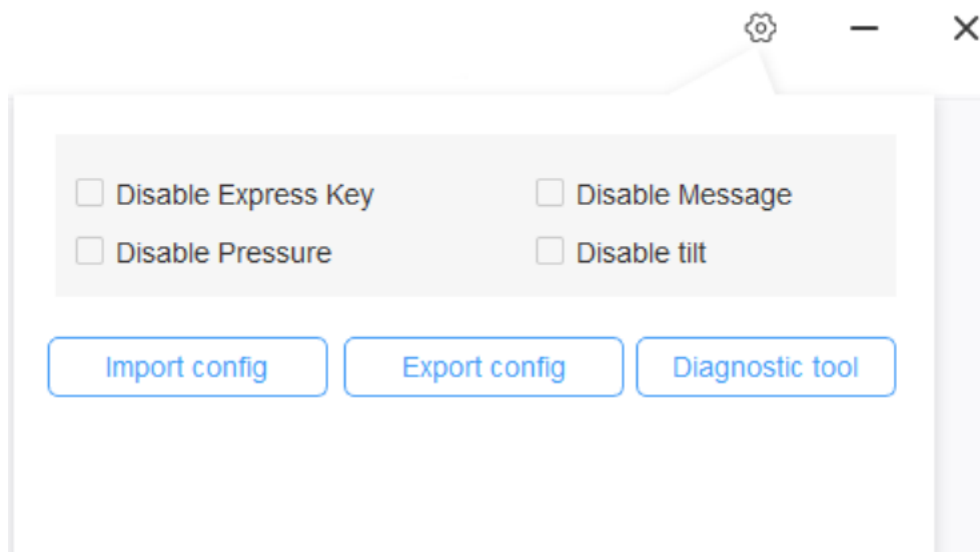 Disable Express Key
Disable Message
Disable Pressure
Disable tilt
Import config
Export config
Diagnostic tool